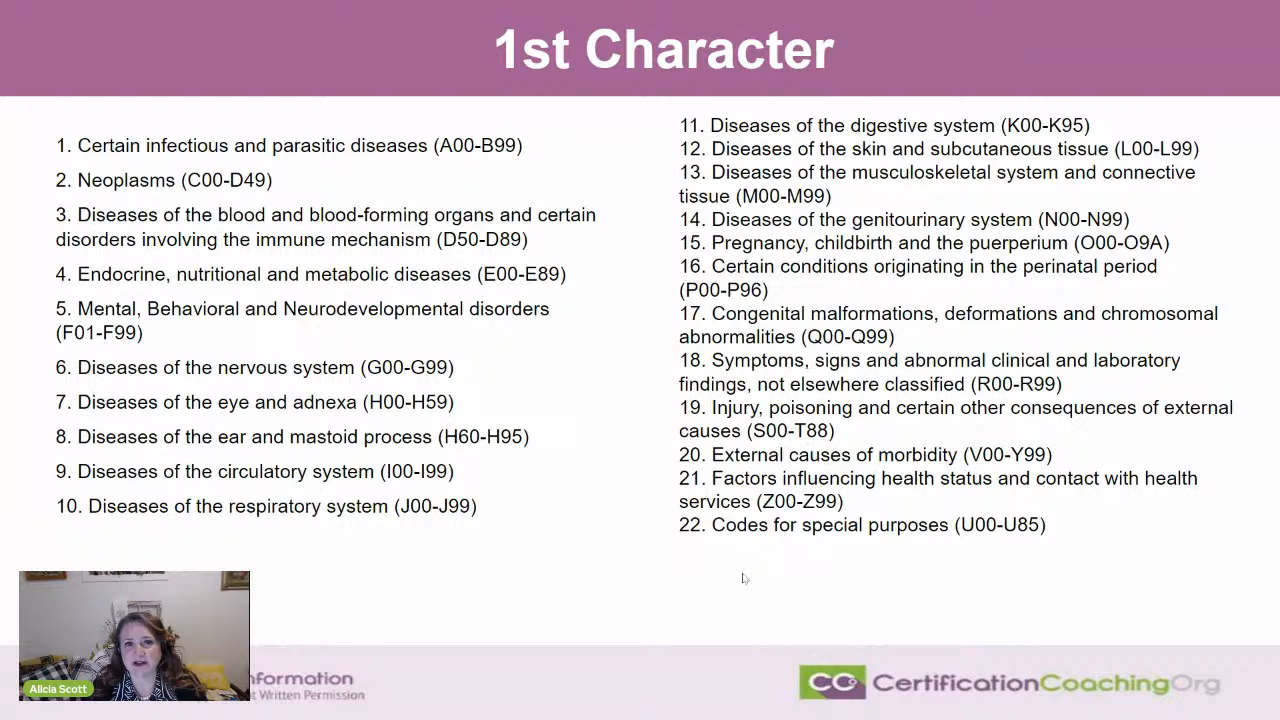 1st Character
1. Certain infectious and parasitic diseases (A00-B99)
2. Neoplasms (C00-D49)
3. Diseases of the blood and blood-forming organs and certain
disorders involving the immune mechanism (D50-D89)
4. Endocrine, nutritional and metabolic diseases (E00-E89)
5. Mental, Behavioral and Neurodevelopmental disorders
(F01-F99)
6. Diseases of the nervous system (G00-G99)
7. Diseases of the eye and adnexa (H00-H59)
8. Diseases of the ear and mastoid process (H60-H95)
9. Diseases of the circulatory system (I00-I99)
10. Diseases of the respiratory system (J00-J99)
11. Diseases of the digestive system (K00-K95)
12. Diseases of the skin and subcutaneous tissue (L00-L99)
13. Diseases of the musculoskeletal system and connective
tissue (M00-M99)
14. Diseases of the genitourinary system (N00-N99)
15. Pregnancy, childbirth and the puerperium (O00-O9A)
16. Certain conditions originating in the perinatal period
(P00-P96)
17. Congenital malformations, deformations and chromosomal
abnormalities (Q00-Q99)
18. Symptoms, signs and abnormal clinical and laboratory
findings, not elsewhere classified (R00-R99)
19. Injury, poisoning and certain other consequences of external
causes (S00-T88)
20. External causes of morbidity (V00-Y99)
21. Factors influencing health status and contact with health
services (Z00-Z99)
22. Codes for special purposes (U00-U85)
Alicia Scott
nformation
t Written Permission
CO CertificationCoachingOrg